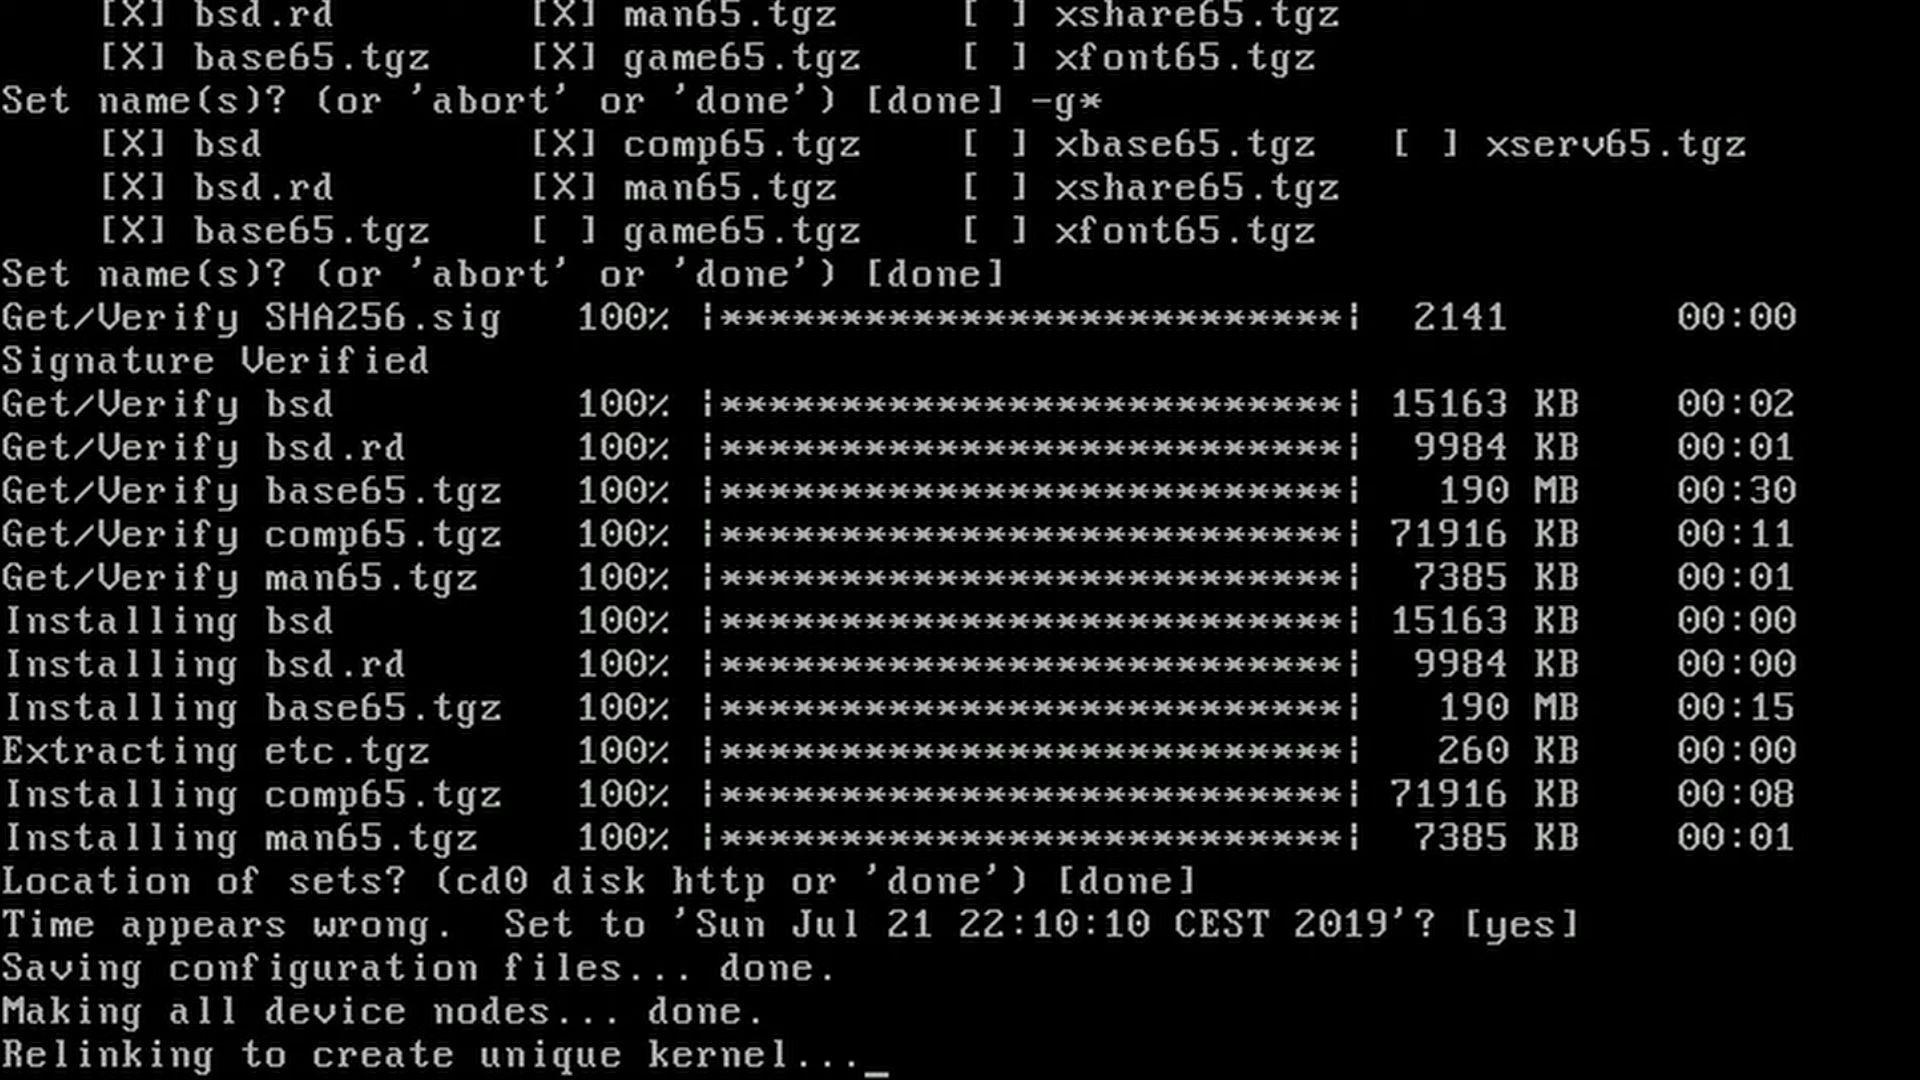 [X] bsd.rd [X] man65.tgz [ ] xshare65.tgz
[X] base65.tgz [X] game65.tgz [ ] xfont65.tgz
Set name(s)? (or 'abort' or 'done') [done] -g*
[X] bsd [X] comp65.tgz [ ] xbase65.tgz [ ] xserv65.tgz
[X] bsd.rd [X] man65.tgz [ ] xshare65.tgz
[X] base65.tgz [ ] game65.tgz [ ] xfont65.tgz
Set name(s)? (or 'abort' or 'done') [done]
Get/Verify SHA256.sig 100% |**************************| 2141 00:00
Signature Verified
Get/Verify bsd 100% |**************************| 15163 KB 00:02
Get/Verify bsd.rd 100% |**************************| 9984 KB 00:01
Get/Verify base65.tgz 100% |**************************| 190 MB 00:30
Get/Verify comp65.tgz 100% |**************************| 71916 KB 00:11
Get/Verify man65.tgz 100% |**************************| 7385 KB 00:01
Installing bsd 100% |**************************| 15163 KB 00:00
Installing bsd.rd 100% |**************************| 9984 KB 00:00
Installing base65.tgz 100% |**************************| 190 MB 00:15
Extracting etc.tgz 100% |**************************| 260 KB 00:00
Installing comp65.tgz 100% |**************************| 71916 KB 00:08
Installing man65.tgz 100% |**************************| 7385 KB 00:01
Location of sets? (cd0 disk http or 'done') [done]
Time appears wrong.  Set to 'Sun Jul 21 22:10:10 CEST 2019'? [yes]
Saving configuration files... done.
Making all device nodes... done.
Relinking to create unique kernel..._